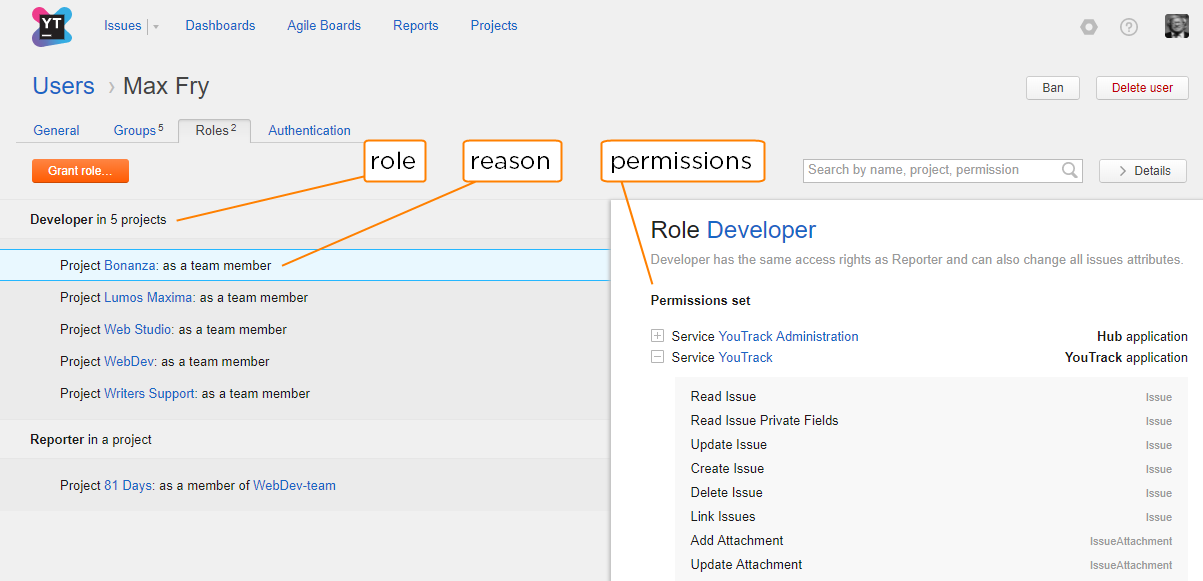 YT
Issues Dashboards Agile Boards Reports Projects
Users › Max Fry
Ban Delete user
General Groups 5 Roles 2 Authentication
role reason permissions
Grant role...
Search by name, project, permission
Details
Developer in 5 projects
Project Bonanza: as a team member
Project Lumos Maxima: as a team member
Project Web Studio: as a team member
Project WebDev: as a team member
Project Writers Support: as a team member
Reporter in a project
Project 81 Days: as a member of WebDev-team
Role Developer
Developer has the same access rights as Reporter and can also change all issues attributes.
Permissions set
Service YouTrack Administration Hub application
Service YouTrack YouTrack application
Read Issue Issue
Read Issue Private Fields Issue
Update Issue Issue
Create Issue Issue
Delete Issue Issue
Link Issues Issue
Add Attachment IssueAttachment
Update Attachment IssueAttachment